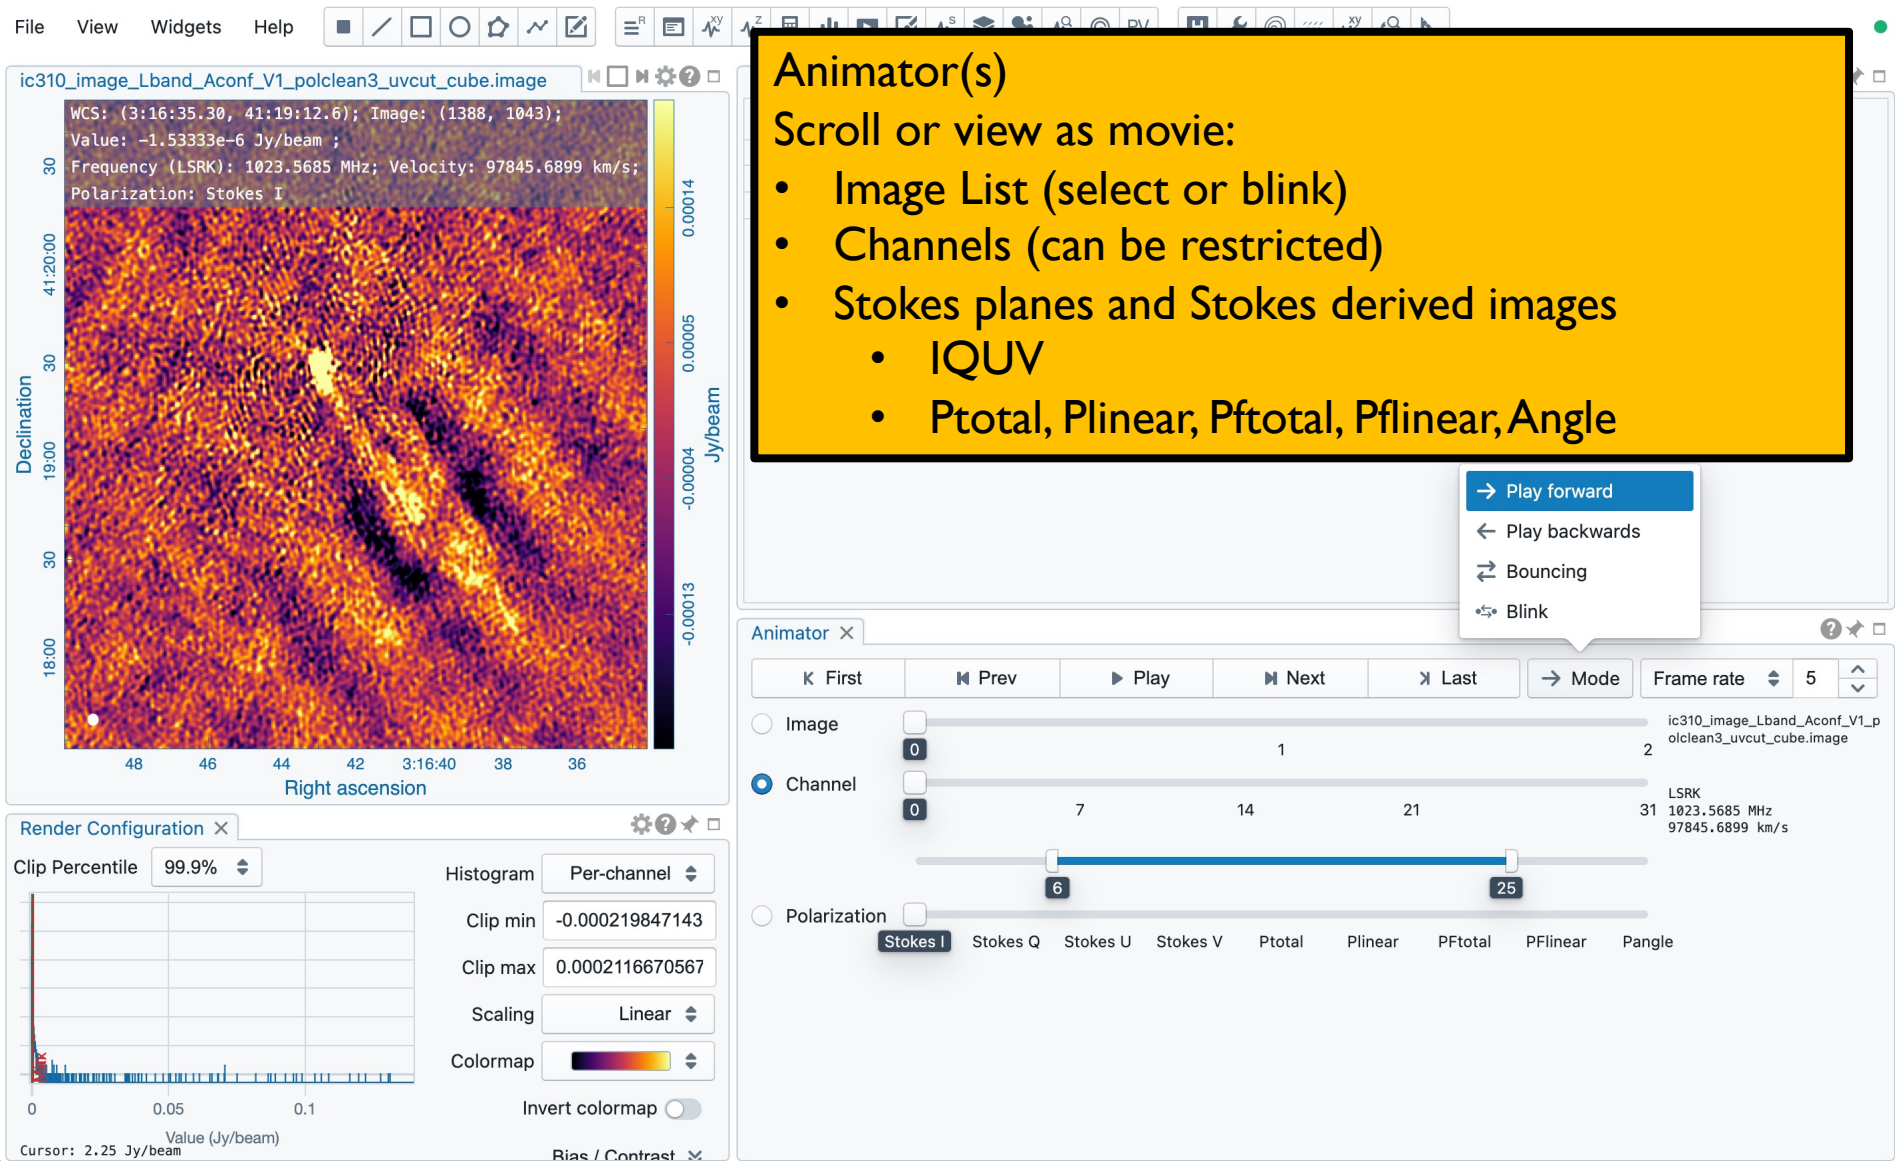 File View Widgets Help
R XY Z S PV XY
ic310_image_Lband_Aconf_V1_polclean3_uvcut_cube.image
WCS: (3:16:35.30, 41:19:12.6); Image: (1388, 1043);
Value: -1.53333e-6 Jy/beam ;
Frequency (LSRK): 1023.5685 MHz; Velocity: 97845.6899 km/s;
Polarization: Stokes I
Declination
30
41:20:00
30
19:00
30
18:00
0.00014
0.00005
-0.00004
-0.00013
Jy/beam
48 46 44 42 3:16:40 38 36
Right ascension
Animator(s)
Scroll or view as movie:
• Image List (select or blink)
• Channels (can be restricted)
• Stokes planes and Stokes derived images
• IQUV
• Ptotal, Plinear, Pftotal, Pflinear, Angle
Play forward
Play backwards
Bouncing
Blink
Animator
First Prev Play Next Last Mode Frame rate 5
Image
0 1 2
ic310_image_Lband_Aconf_V1_p
olclean3_uvcut_cube.image
Channel
0 7 14 21 31
LSRK
1023.5685 MHz
97845.6899 km/s
6 25
Polarization
Stokes I Stokes Q Stokes U Stokes V Ptotal Plinear PFtotal PFlinear Pangle
Render Configuration
Clip Percentile 99.9%
Histogram Per-channel
Clip min -0.000219847143
Clip max 0.0002116670567
Scaling Linear
Colormap
Invert colormap
Bias / Contrast
0 0.05 0.1
Value (Jy/beam)
Cursor: 2.25 Jy/beam